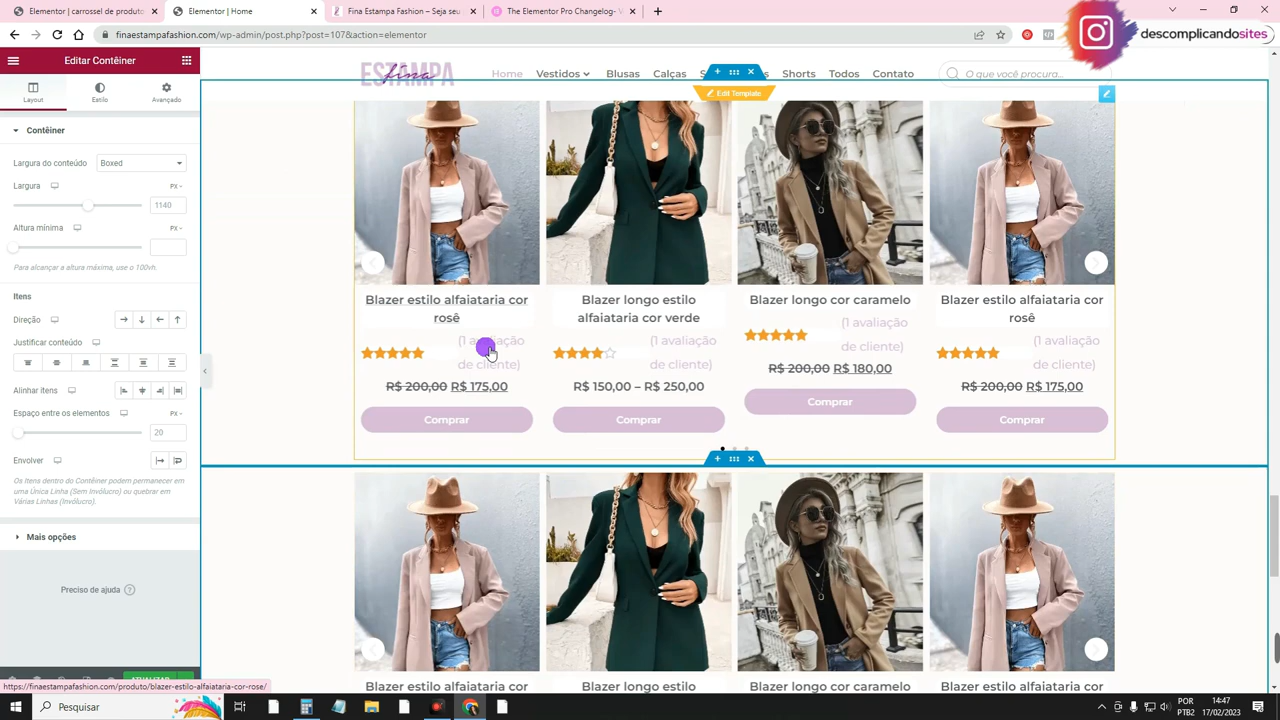 Elementor | carrossel de produto
Elementor | Home
Fina Estampa Fashion – Seja seu
The Elementor Pro Changelog- V
finaestampafashion.com/wp-admin/post.php?post=107&action=elementor
descomplicandosites
Editar Contêiner
Layout
Estilo
Avançado
ESTAMPA
fina
Home
Vestidos
Blusas
Calças
Shorts
Todos
Contato
O que você procura...
Edit Template
Contêiner
Largura do conteúdo
Boxed
Largura
PX
1140
Altura mínima
PX
Para alcançar a altura máxima, use o 100vh.
Itens
Direção
Justificar conteúdo
Alinhar itens
Espaço entre os elementos
PX
20
Envolver
Os Itens dentro do Contêiner podem permanecer em
uma Única Linha (Sem Invólucro) ou quebrar em
Várias Linhas (Invólucro).
Mais opções
Preciso de ajuda
ATUALIZAR
Blazer estilo alfaiataria cor
rosê
(1 avaliação
de cliente)
R$ 200,00 R$ 175,00
Comprar
Blazer longo estilo
alfaiataria cor verde
(1 avaliação
de cliente)
R$ 150,00 – R$ 250,00
Comprar
Blazer longo cor caramelo
(1 avaliação
de cliente)
R$ 200,00 R$ 180,00
Comprar
Blazer estilo alfaiataria cor
rosê
(1 avaliação
de cliente)
R$ 200,00 R$ 175,00
Comprar
Blazer estilo alfaiataria cor
Blazer longo estilo
Blazer longo cor caramelo
Blazer estilo alfaiataria cor
https://finaestampafashion.com/produto/blazer-estilo-alfaiataria-cor-rose/
Pesquisar
POR
PTB2
14:47
17/02/2023